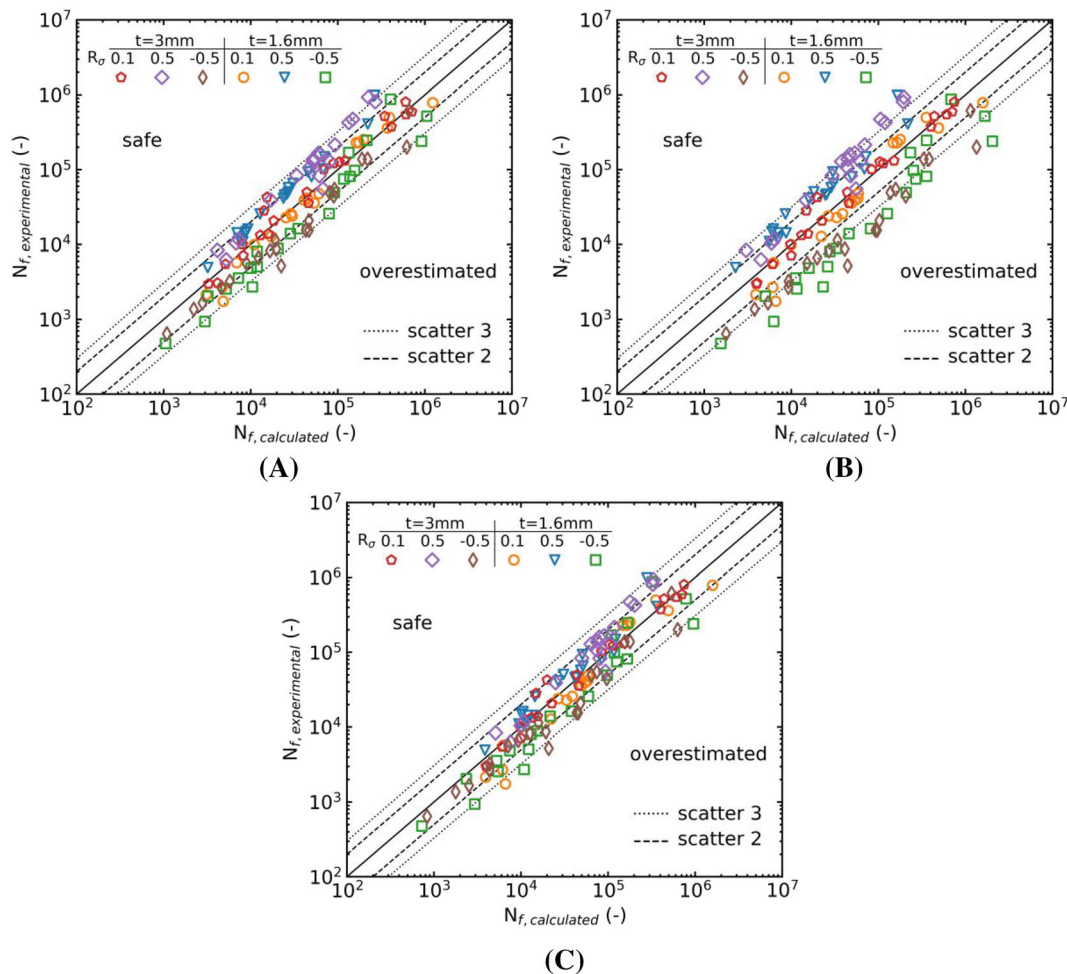 10^7
t=3mm t=1.6mm
R_σ 0.1 0.5 -0.5 0.1 0.5 -0.5
10^6
safe
10^5
N_f,experimental (-)
10^4
overestimated
10^3
scatter 3
scatter 2
10^2
10^2 10^3 10^4 10^5 10^6 10^7
N_f,calculated (-)
(A)
10^7
t=3mm t=1.6mm
R_σ 0.1 0.5 -0.5 0.1 0.5 -0.5
10^6
safe
10^5
N_f,experimental (-)
10^4
overestimated
10^3
scatter 3
scatter 2
10^2
10^2 10^3 10^4 10^5 10^6 10^7
N_f,calculated (-)
(B)
10^7
t=3mm t=1.6mm
R_σ 0.1 0.5 -0.5 0.1 0.5 -0.5
10^6
safe
10^5
N_f,experimental (-)
10^4
overestimated
10^3
scatter 3
scatter 2
10^2
10^2 10^3 10^4 10^5 10^6 10^7
N_f,calculated (-)
(C)